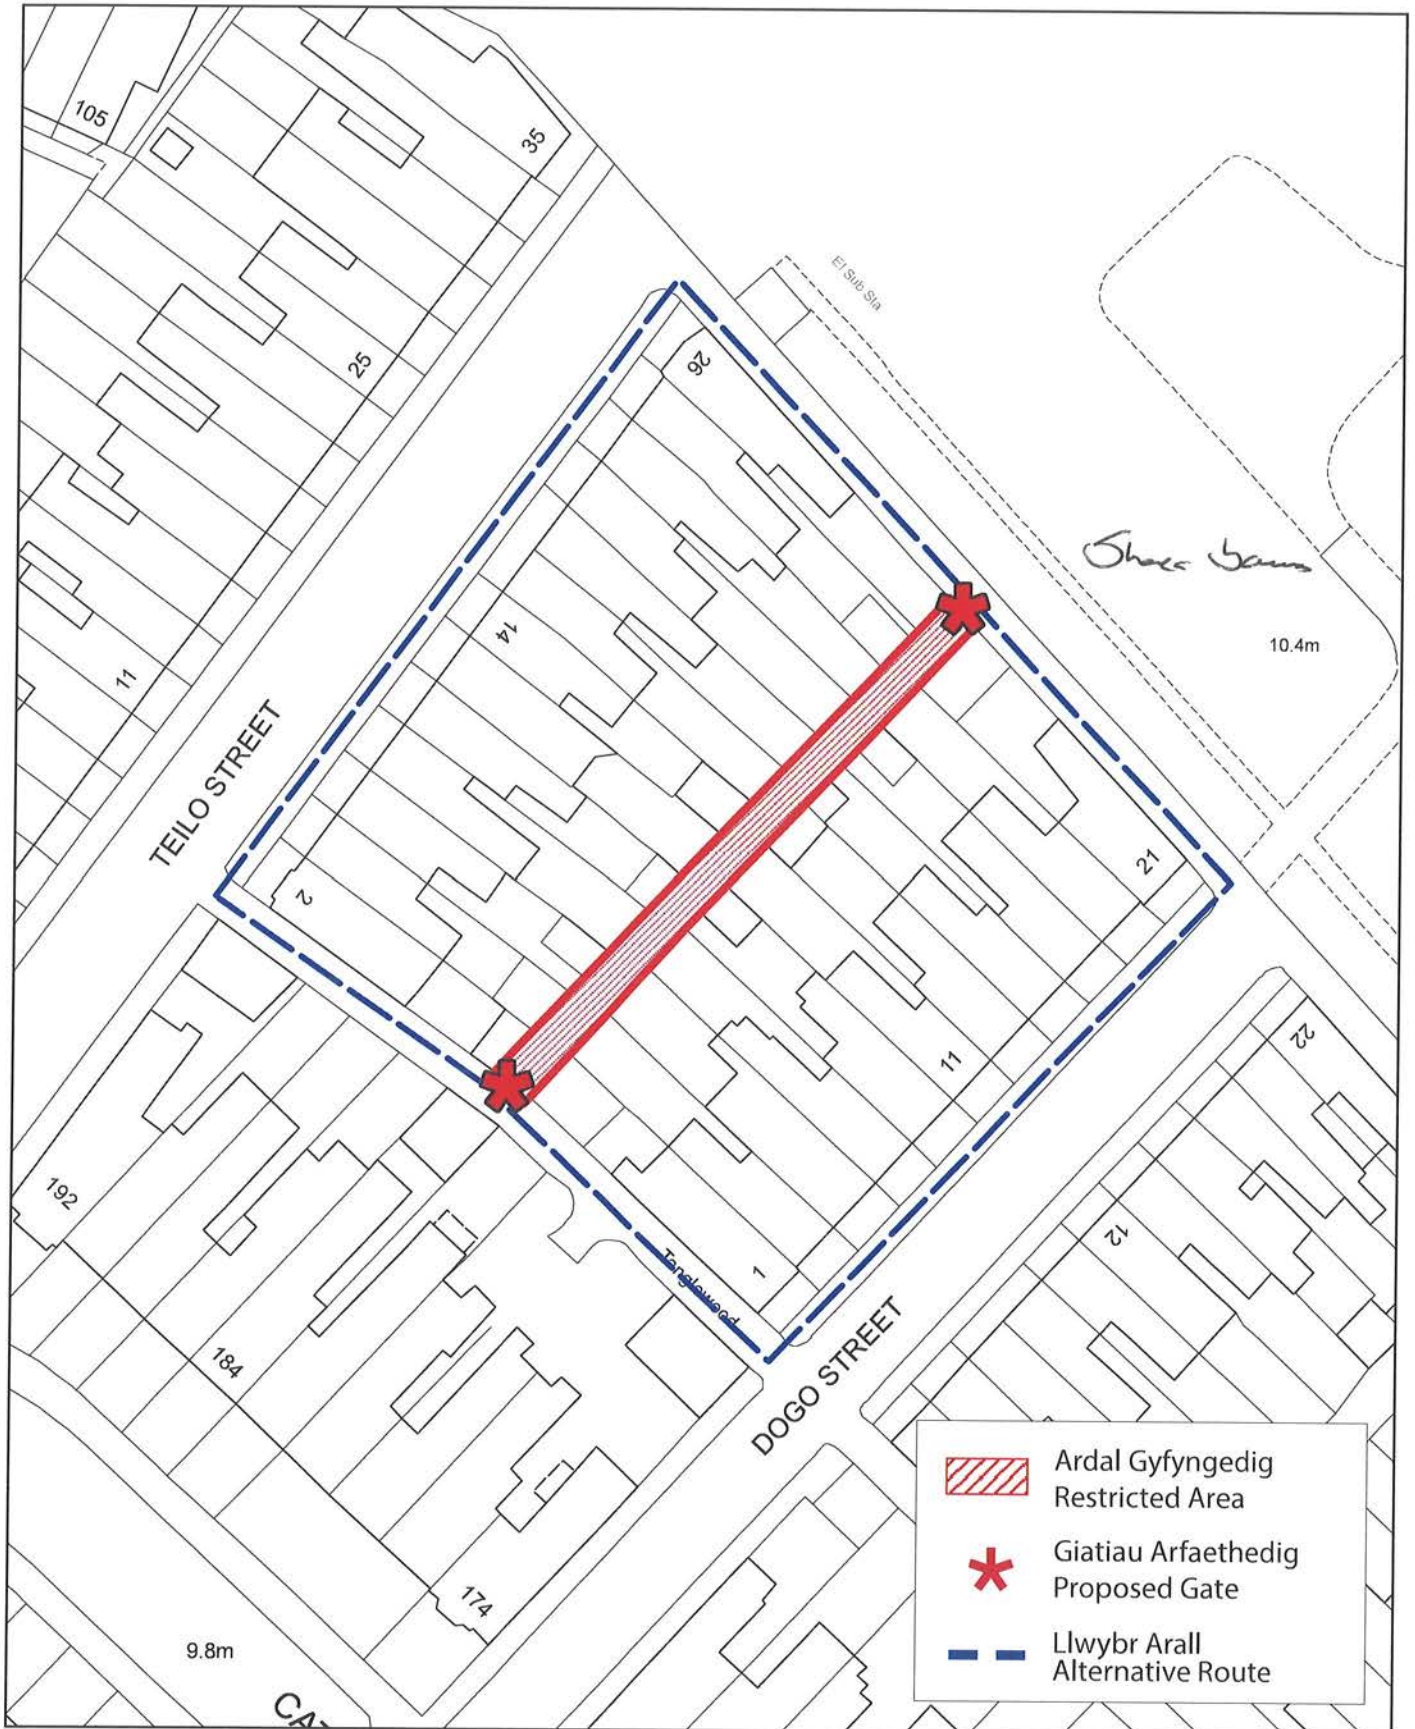 105
35
El Sub Sta
25
26
14
10.4m
11
TEILO STREET
21
2
11
22
192
12
Tanglewood
1
DOGO STREET
184
174
9.8m
Ardal Gyfyngedig
Restricted Area
Giatiau Arfaethedig
Proposed Gate
Llwybr Arall
Alternative Route